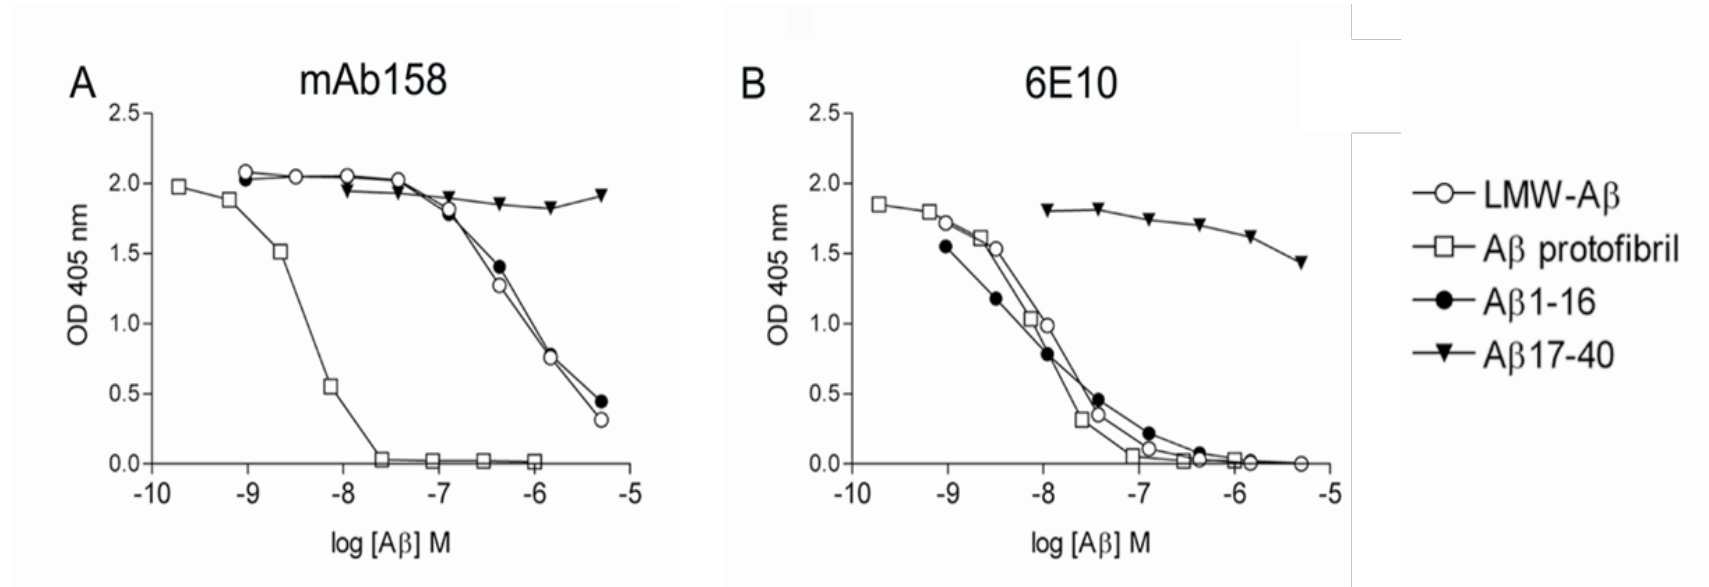 A
mAb158
2.5
2.0
1.5
1.0
0.5
0.0
OD 405 nm
-10 -9 -8 -7 -6 -5
log [Aβ] M
B
6E10
2.5
2.0
1.5
1.0
0.5
0.0
OD 405 nm
-10 -9 -8 -7 -6 -5
log [Aβ] M
LMW-Aβ
Aβ protofibril
Aβ1-16
Aβ17-40